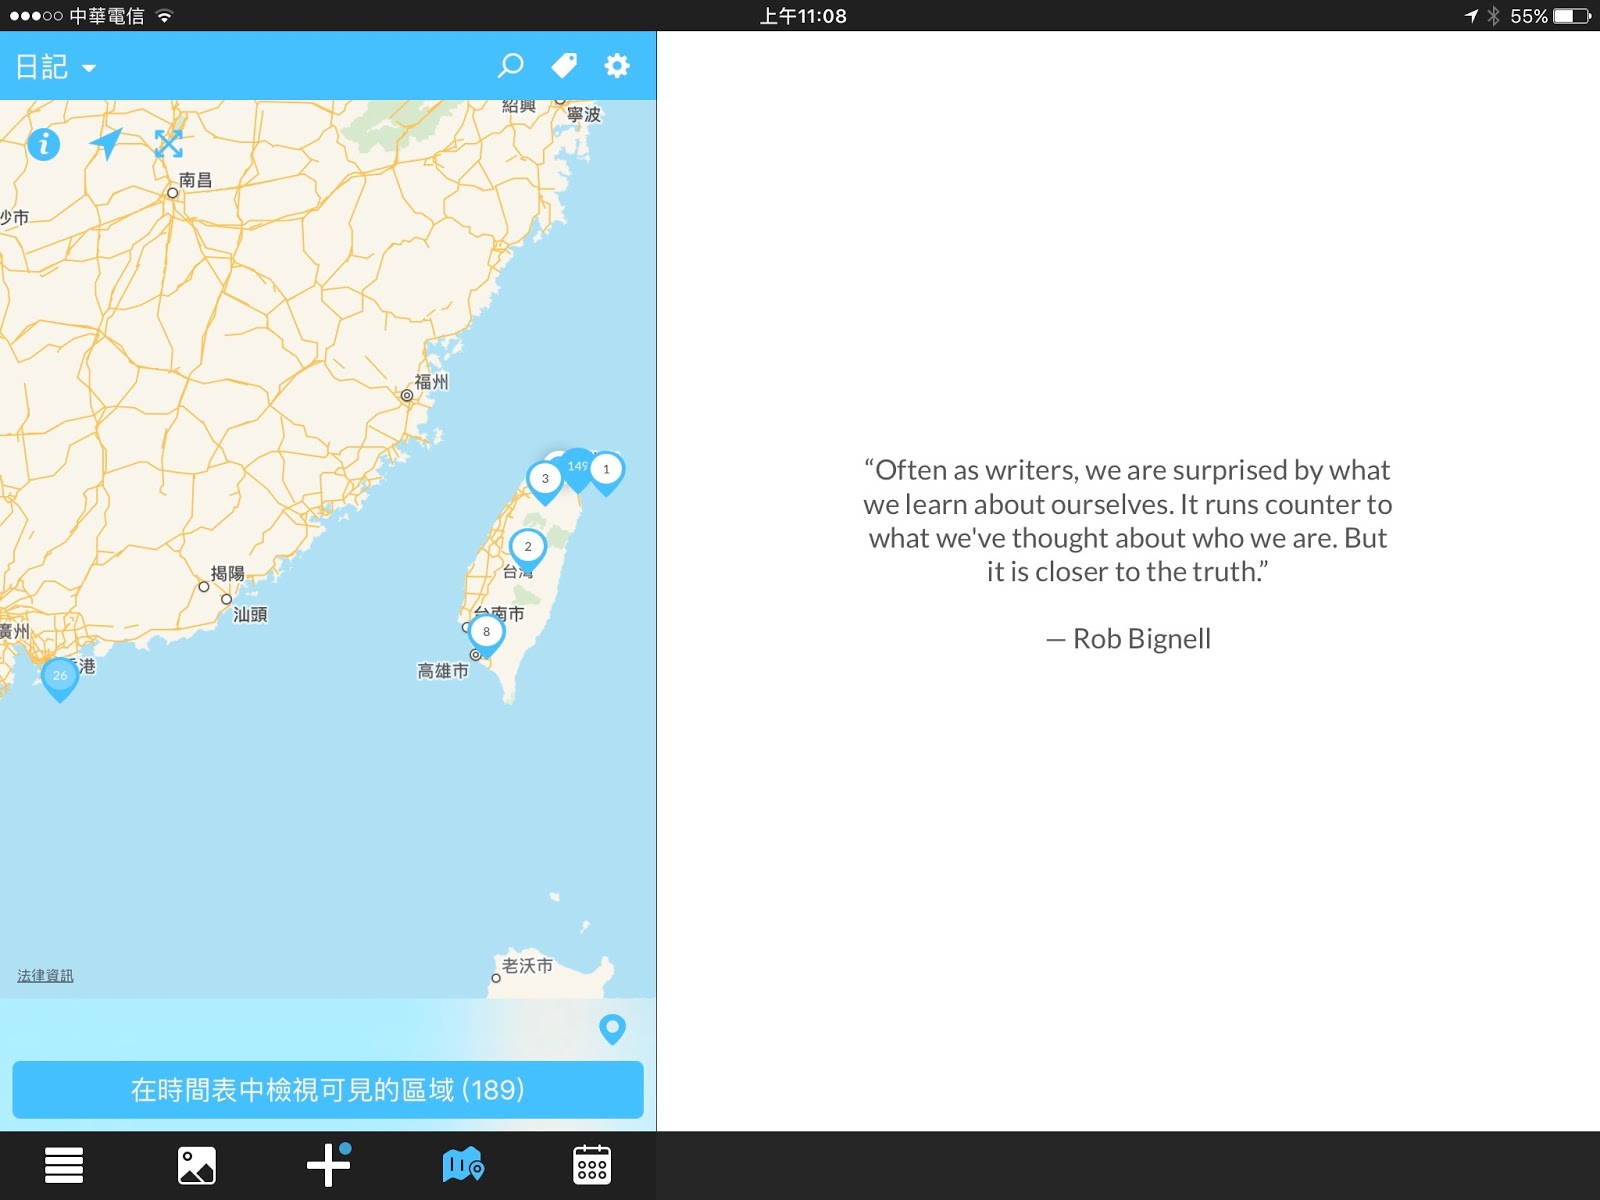 中華電信
上午11:08
55%
日記
紹興
寧波
南昌
沙市
福州
3
149
1
2
台灣
揭陽
汕頭
台南市
8
廣州
26
高雄市
老沃市
法律資訊
在時間表中檢視可見的區域 (189)
“Often as writers, we are surprised by what
we learn about ourselves. It runs counter to
what we've thought about who we are. But
it is closer to the truth.”
— Rob Bignell